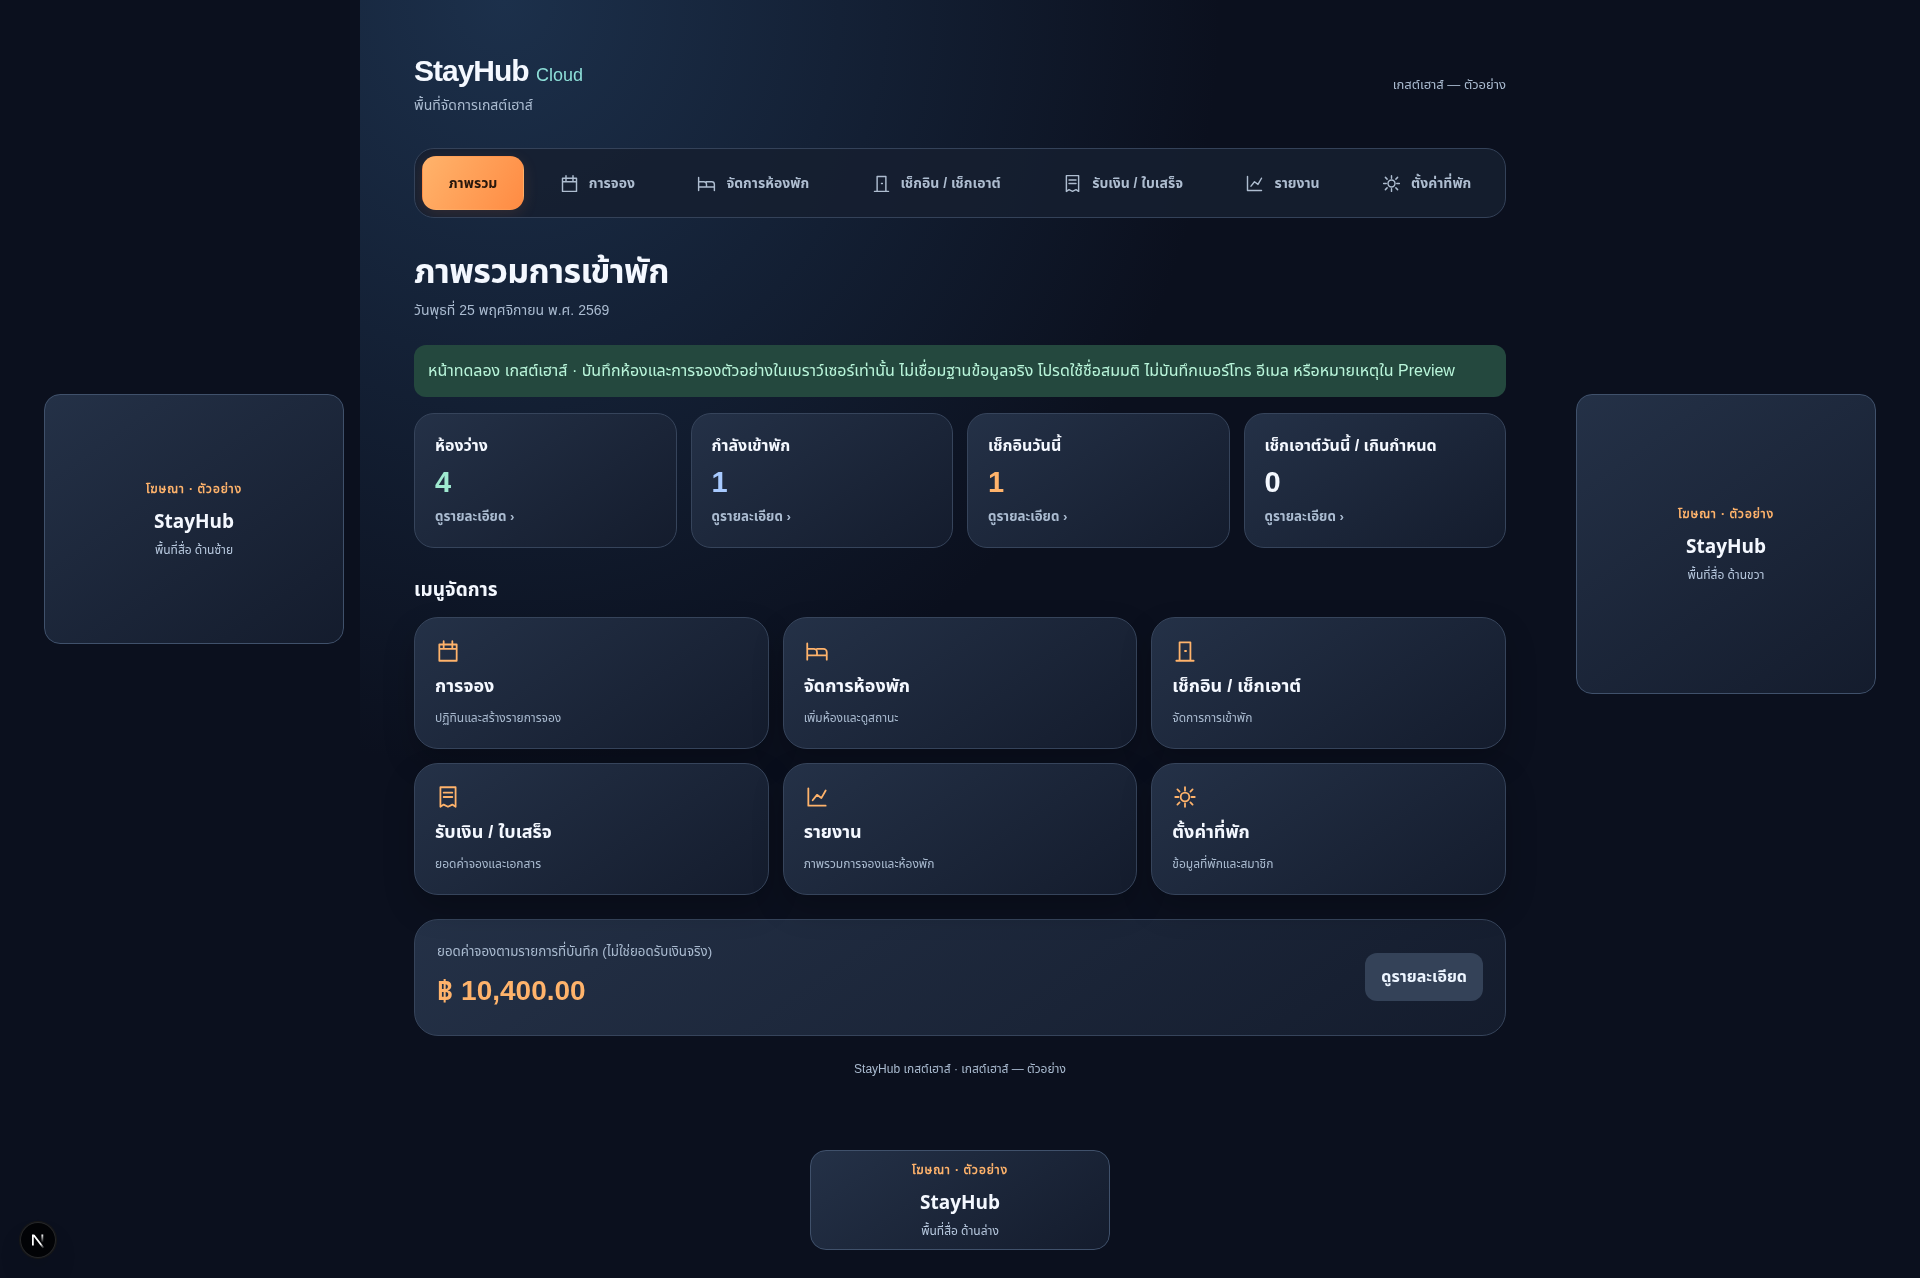 StayHub Cloud
พื้นที่จัดการเกสต์เฮาส์
เกสต์เฮาส์ — ตัวอย่าง
ภาพรวม
การจอง
จัดการห้องพัก
เช็กอิน / เช็กเอาต์
รับเงิน / ใบเสร็จ
รายงาน
ตั้งค่าที่พัก
ภาพรวมการเข้าพัก
วันพุธที่ 25 พฤศจิกายน พ.ศ. 2569
หน้าทดลอง เกสต์เฮาส์ · บันทึกห้องและการจองตัวอย่างในเบราว์เซอร์เท่านั้น ไม่เชื่อมฐานข้อมูลจริง โปรดใช้ชื่อสมมติ ไม่บันทึกเบอร์โทร อีเมล หรือหมายเหตุใน Preview
ห้องว่าง
4
ดูรายละเอียด ›
กำลังเข้าพัก
1
ดูรายละเอียด ›
เช็กอินวันนี้
1
ดูรายละเอียด ›
เช็กเอาต์วันนี้ / เกินกำหนด
0
ดูรายละเอียด ›
โฆษณา · ตัวอย่าง
StayHub
พื้นที่สื่อ ด้านซ้าย
โฆษณา · ตัวอย่าง
StayHub
พื้นที่สื่อ ด้านขวา
เมนูจัดการ
การจอง
ปฏิทินและสร้างรายการจอง
จัดการห้องพัก
เพิ่มห้องและดูสถานะ
เช็กอิน / เช็กเอาต์
จัดการการเข้าพัก
รับเงิน / ใบเสร็จ
ยอดค่าจองและเอกสาร
รายงาน
ภาพรวมการจองและห้องพัก
ตั้งค่าที่พัก
ข้อมูลที่พักและสมาชิก
ยอดค่าจองตามรายการที่บันทึก (ไม่ใช่ยอดรับเงินจริง)
฿ 10,400.00
ดูรายละเอียด
StayHub เกสต์เฮาส์ · เกสต์เฮาส์ — ตัวอย่าง
โฆษณา · ตัวอย่าง
StayHub
พื้นที่สื่อ ด้านล่าง
N